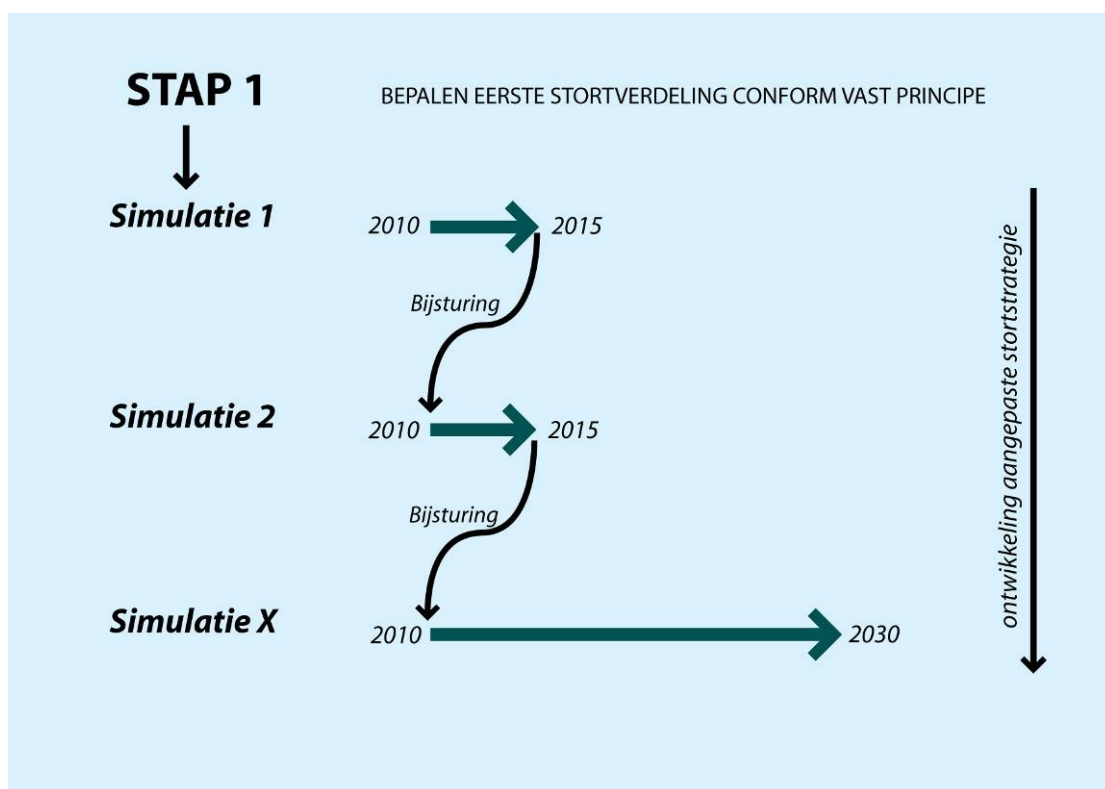 STAP 1
BEPALEN EERSTE STORTVERDELING CONFORM VAST PRINCIPE
Simulatie 1
2010
2015
Bijsturing
Simulatie 2
2010
2015
Bijsturing
Simulatie X
2010
2030
ontwikkeling aangepaste stortstrategie